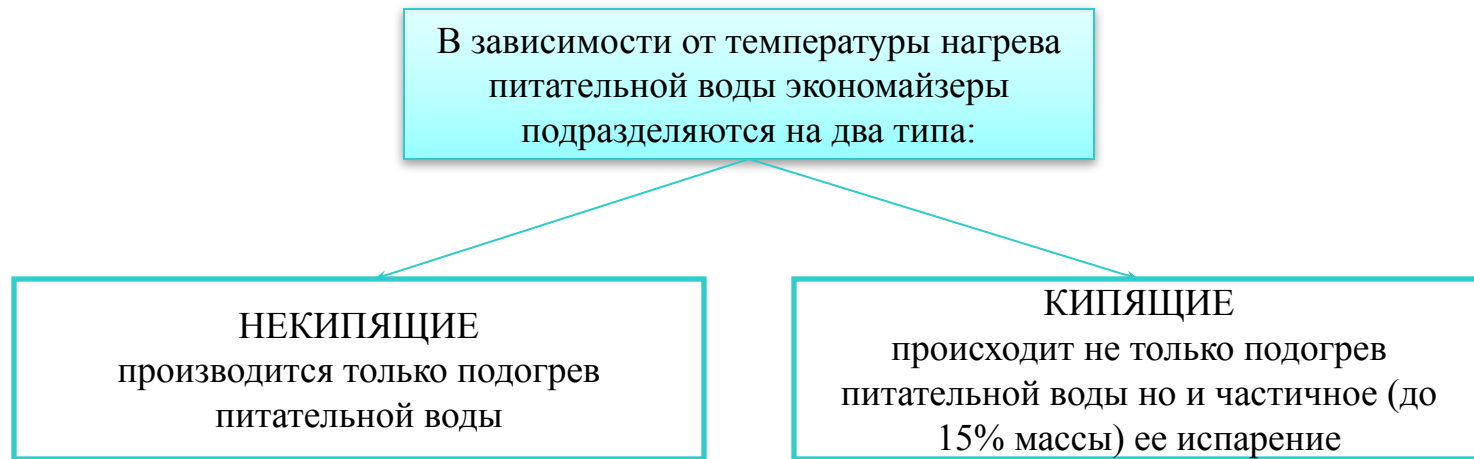 В зависимости от температуры нагрева
питательной воды экономайзеры
подразделяются на два типа:
НЕКИПЯЩИЕ
производится только подогрев
питательной воды
КИПЯЩИЕ
происходит не только подогрев
питательной воды но и частичное (до
15% массы) ее испарение